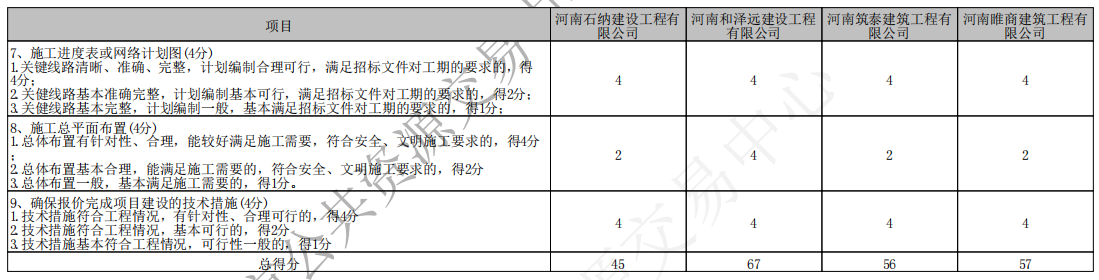 项目 河南石纳建设工程有限公司 河南和泽远建设工程有限公司 河南筑泰建筑工程有限公司 河南睢商建筑工程有限公司
7、施工进度表或网络计划图(4分)
1.关键线路清晰、准确、完整，计划编制合理可行，满足招标文件对工期的要求的，得
4分；
2.关健线路基本准确完整，计划编制基本可行，满足招标文件对工期的要求的，得2分；
3.关健线路基本完整，计划编制一般，基本满足招标文件对工期的要求的，得1分；
4 4 4 4
8、施工总平面布置(4分)
1.总体布置有针对性、合理，能较好满足施工需要，符合安全、文明施工要求的，得4分
；
2.总体布置基本合理，能满足施工需要的，符合安全、文明施工要求的，得2分
3.总体布置一般，基本满足施工需要的，得1分。
2 4 2 2
9、确保报价完成项目建设的技术措施(4分)
1.技术措施符合工程情况，有针对性、合理可行的，得4分
2.技术措施符合工程情况，基本可行的，得2分
3.技术措施基本符合工程情况，可行性一般的，得1分
4 4 4 4
总得分 45 67 56 57
公共资源交易中
源交易中心